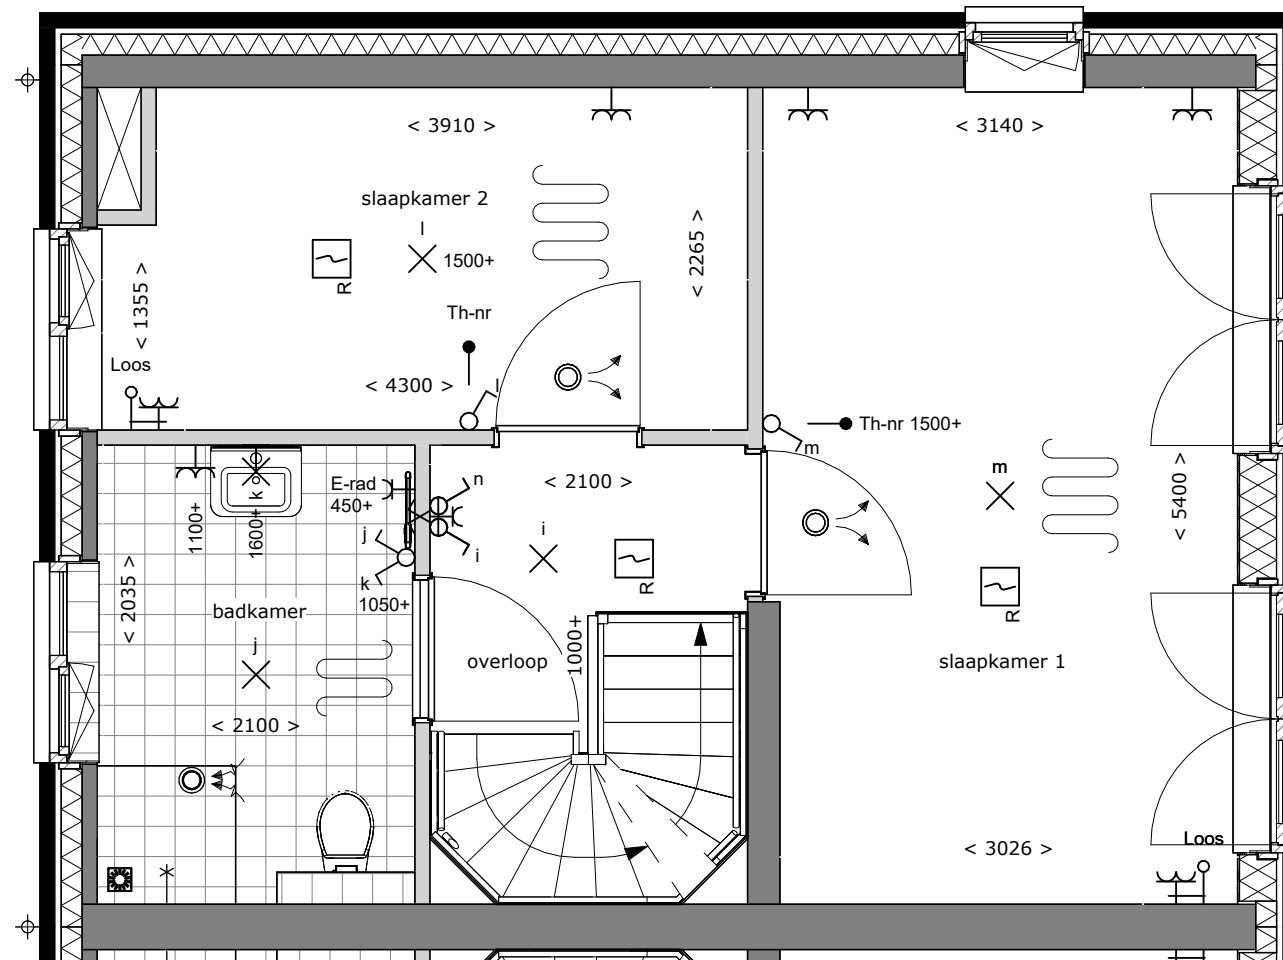 < 3910 >
< 3140 >
slaapkamer 2
l
1500+
R
< 2265 >
< 1355 >
Th-nr
Loos
< 4300 >
l
Th-nr 1500+
m
m
E-rad
450+
n
< 2100 >
< 5400 >
k
1100+
1600+
j
i
i
R
k
1050+
< 2035 >
badkamer
R
j
overloop
1000+
slaapkamer 1
< 2100 >
Loos
< 3026 >